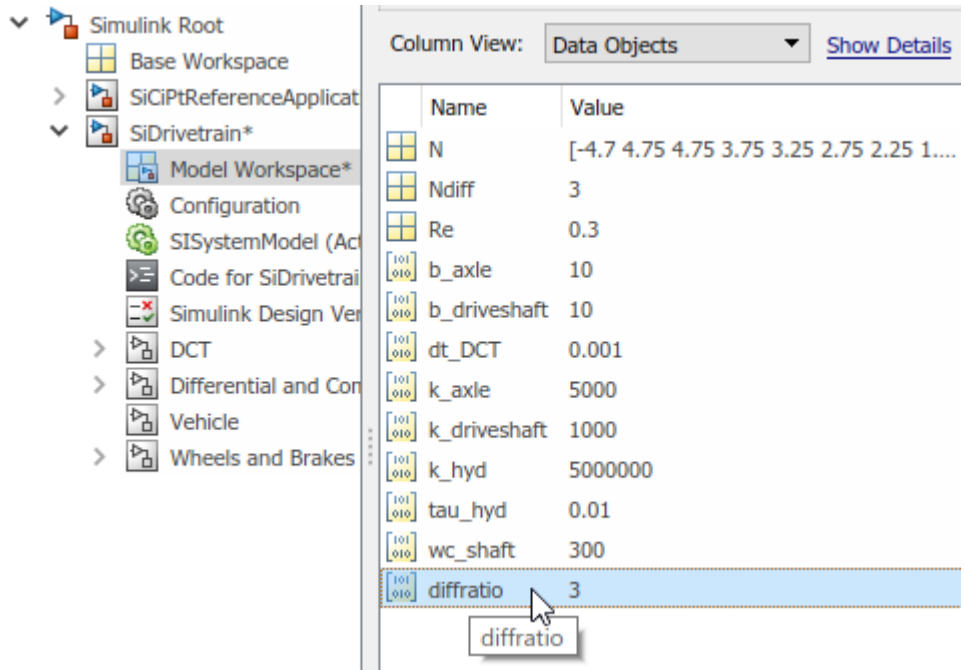 Simulink Root
Base Workspace
SiCiPtReferenceApplicat
SiDrivetrain*
Model Workspace*
Configuration
SISystemModel (Act
Code for SiDrivetrai
Simulink Design Ver
DCT
Differential and Con
Vehicle
Wheels and Brakes
Column View: Data Objects Show Details
Name Value
N [-4.7 4.75 4.75 3.75 3.25 2.75 2.25 1....
Ndiff 3
Re 0.3
b_axle 10
b_driveshaft 10
dt_DCT 0.001
k_axle 5000
k_driveshaft 1000
k_hyd 5000000
tau_hyd 0.01
wc_shaft 300
diffratio 3
diffratio